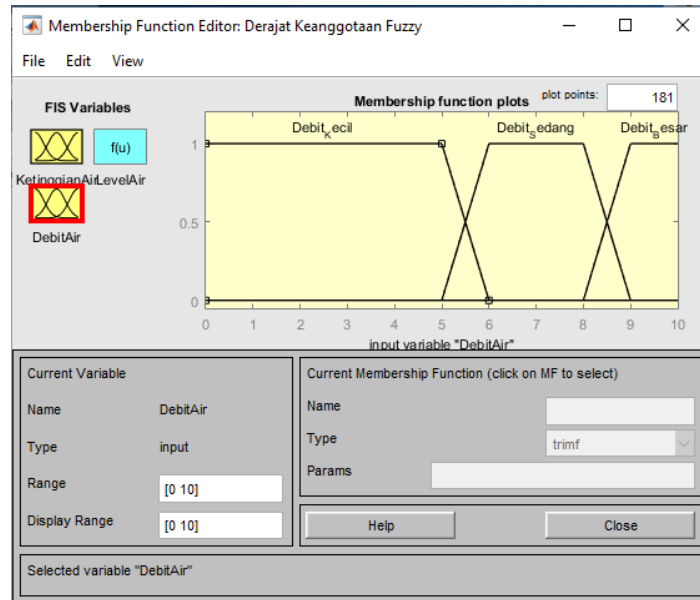 Membership Function Editor: Derajat Keanggotaan Fuzzy
File Edit View
FIS Variables
Membership function plots
plot points:
181
f(u)
KetinggianAir
LevelAir
DebitAir
Debit_Kecil
Debit_Sedang
Debit_Besar
1
0.5
0
0 1 2 3 4 5 6 7 8 9 10
input variable "DebitAir"
Current Variable
Name DebitAir
Type input
Range [0 10]
Display Range [0 10]
Current Membership Function (click on MF to select)
Name
Type trimf
Params
Help Close
Selected variable "DebitAir"